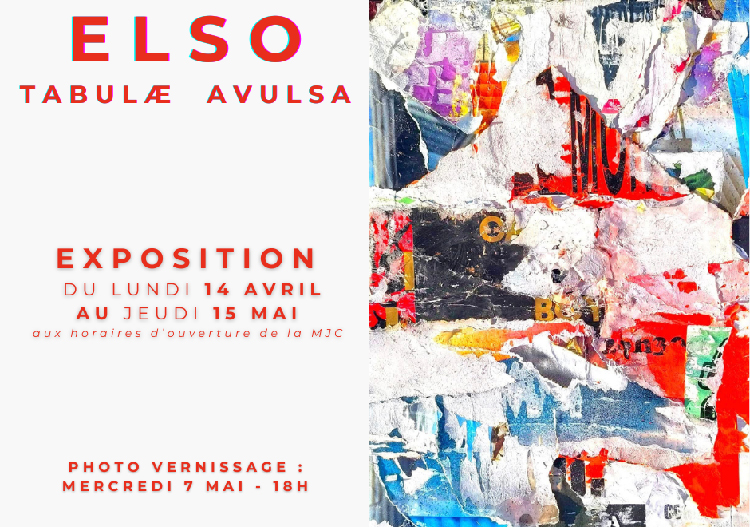 ELSO
TABULÆ AVULSA
EXPOSITION
DU LUNDI 14 AVRIL
AU JEUDI 15 MAI
aux horaires d'ouverture de la MJC
PHOTO VERNISSAGE :
MERCREDI 7 MAI - 18H